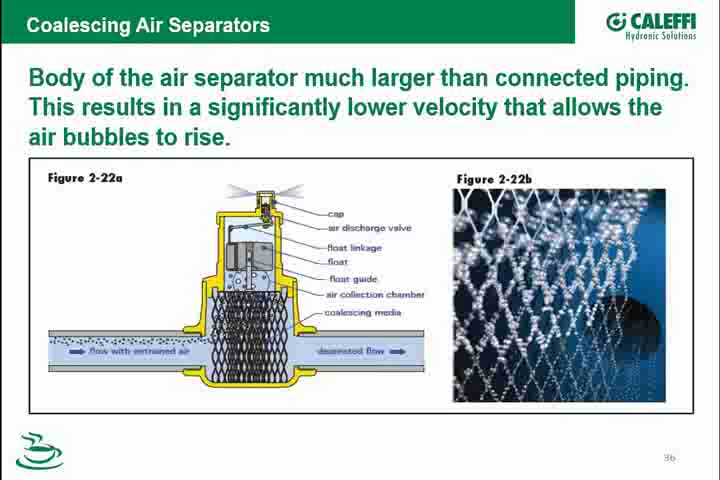 Coalescing Air Separators
CALEFFI
Hydronic Solutions
Body of the air separator much larger than connected piping.
This results in a significantly lower velocity that allows the
air bubbles to rise.
Figure 2-22a
Figure 2-22b
cap
air discharge valve
float linkage
float
float guide
air collection chamber
coalescing media
flow with entrained air
deaerated flow
36